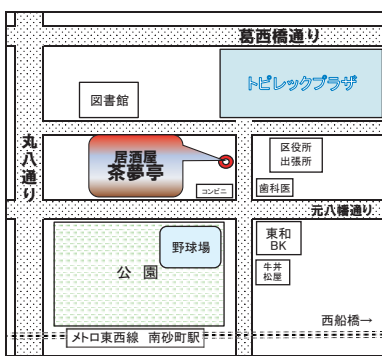 葛西橋通り
トピレックプラザ
図書館
丸八通り
居酒屋
茶夢亭
コンビニ
区役所
出張所
歯科医
元八幡通り
東和
BK
野球場
公園
牛丼
松屋
西船橋→
メトロ東西線 南砂町駅